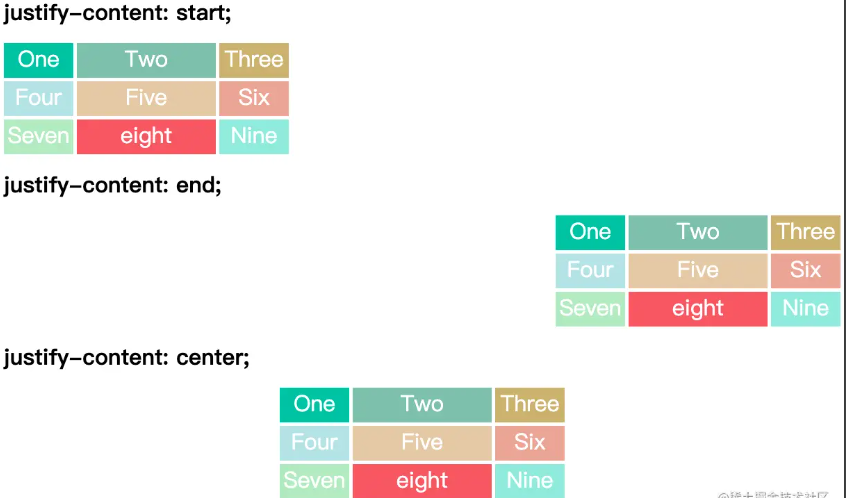 justify-content: start;
One Two Three
Four Five Six
Seven eight Nine
justify-content: end;
One Two Three
Four Five Six
Seven eight Nine
justify-content: center;
One Two Three
Four Five Six
Seven eight Nine
@稀土掘金技术社区